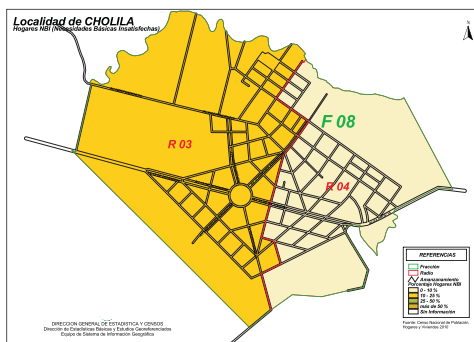 Localidad de CHOLILA
Hogares NBI (Necesidades Básicas Insatisfechas)
N
F 08
R 03
R 04
REFERENCIAS
Fracción
Radio
Amanzanamiento
Porcentaje Hogares NBI
0 - 10 %
10 - 25 %
25 - 50 %
más de 50 %
Sin Información
Fuente: Censo Nacional de Población,
Hogares y Viviendas 2010
DIRECCION GENERAL DE ESTADISTICA Y CENSOS
Dirección de Estadísticas Básicas y Estudios Georeferenciados
Equipo de Sistema de Información Geográfica